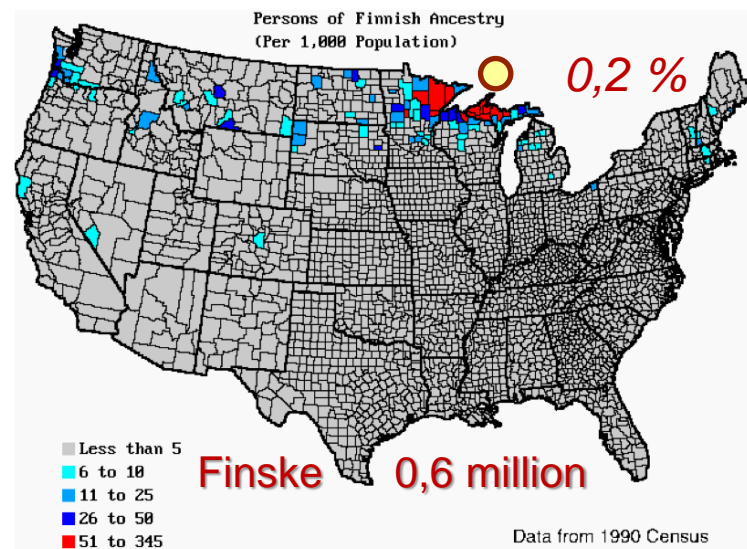 Persons of Finnish Ancestry
(Per 1,000 Population)
0,2 %
Less than 5
6 to 10
11 to 25
26 to 50
51 to 345
Finske 0,6 million
Data from 1990 Census